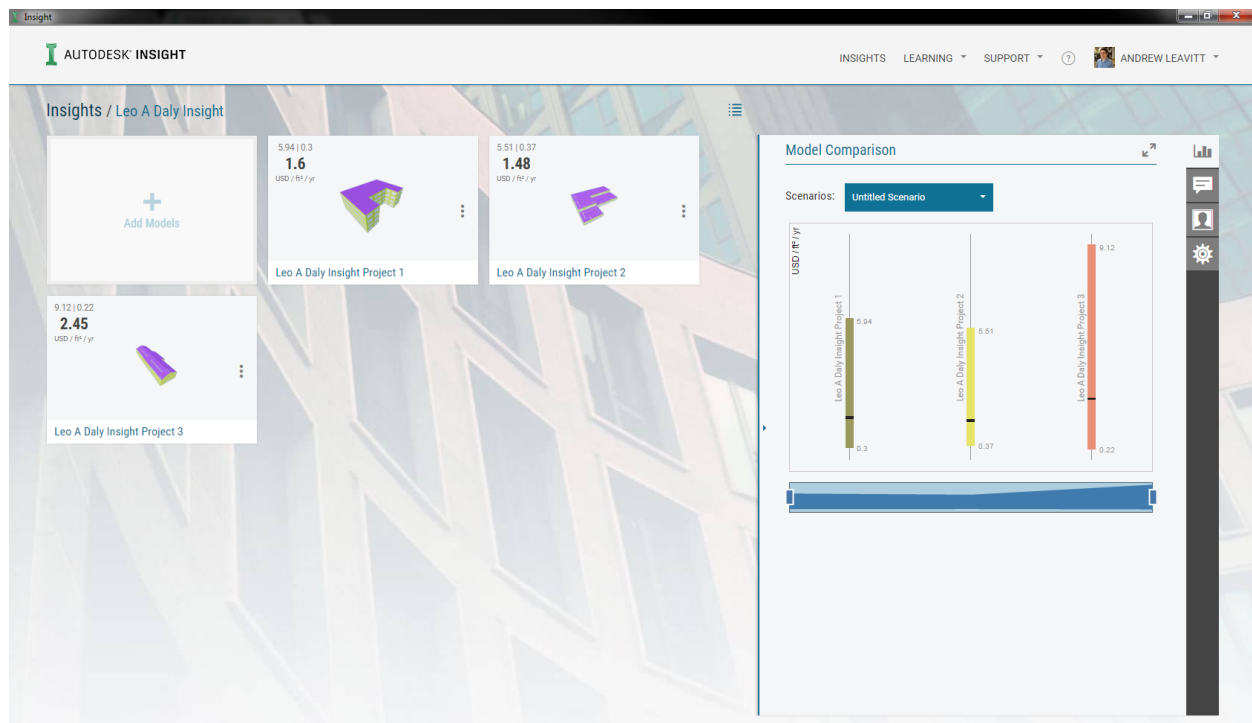 Insight
AUTODESK® INSIGHT
INSIGHTS LEARNING SUPPORT ? ANDREW LEAVITT
Insights / Leo A Daly Insight
Add Models
5.94 | 0.3
1.6
USD / ft² / yr
Leo A Daly Insight Project 1
5.51 | 0.37
1.48
USD / ft² / yr
Leo A Daly Insight Project 2
9.12 | 0.22
2.45
USD / ft² / yr
Leo A Daly Insight Project 3
Model Comparison
Scenarios: Untitled Scenario
USD / ft² / yr
Leo A Daly Insight Project 1
5.94
0.3
Leo A Daly Insight Project 2
5.51
0.37
Leo A Daly Insight Project 3
9.12
0.22